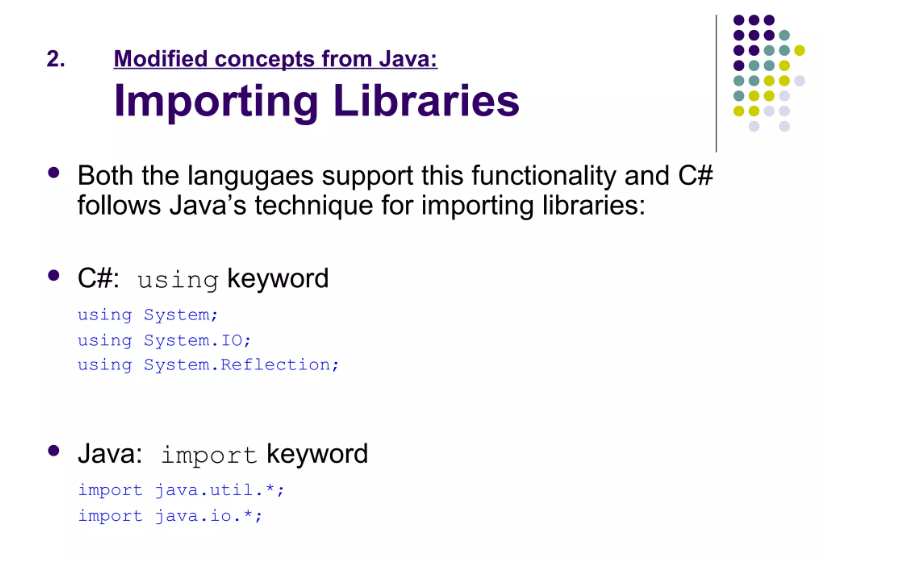 2. Modified concepts from Java:
Importing Libraries
• Both the langugaes support this functionality and C#
follows Java’s technique for importing libraries:
• C#: using keyword
using System;
using System.IO;
using System.Reflection;
• Java: import keyword
import java.util.*;
import java.io.*;